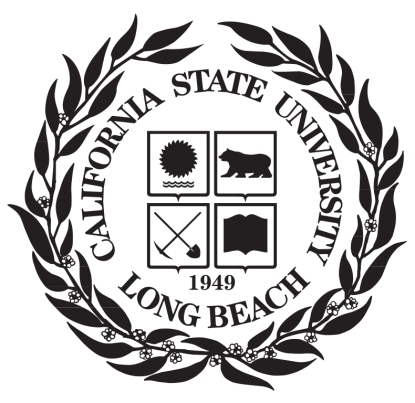 CALIFORNIA STATE UNIVERSITY
1949
LONG BEACH